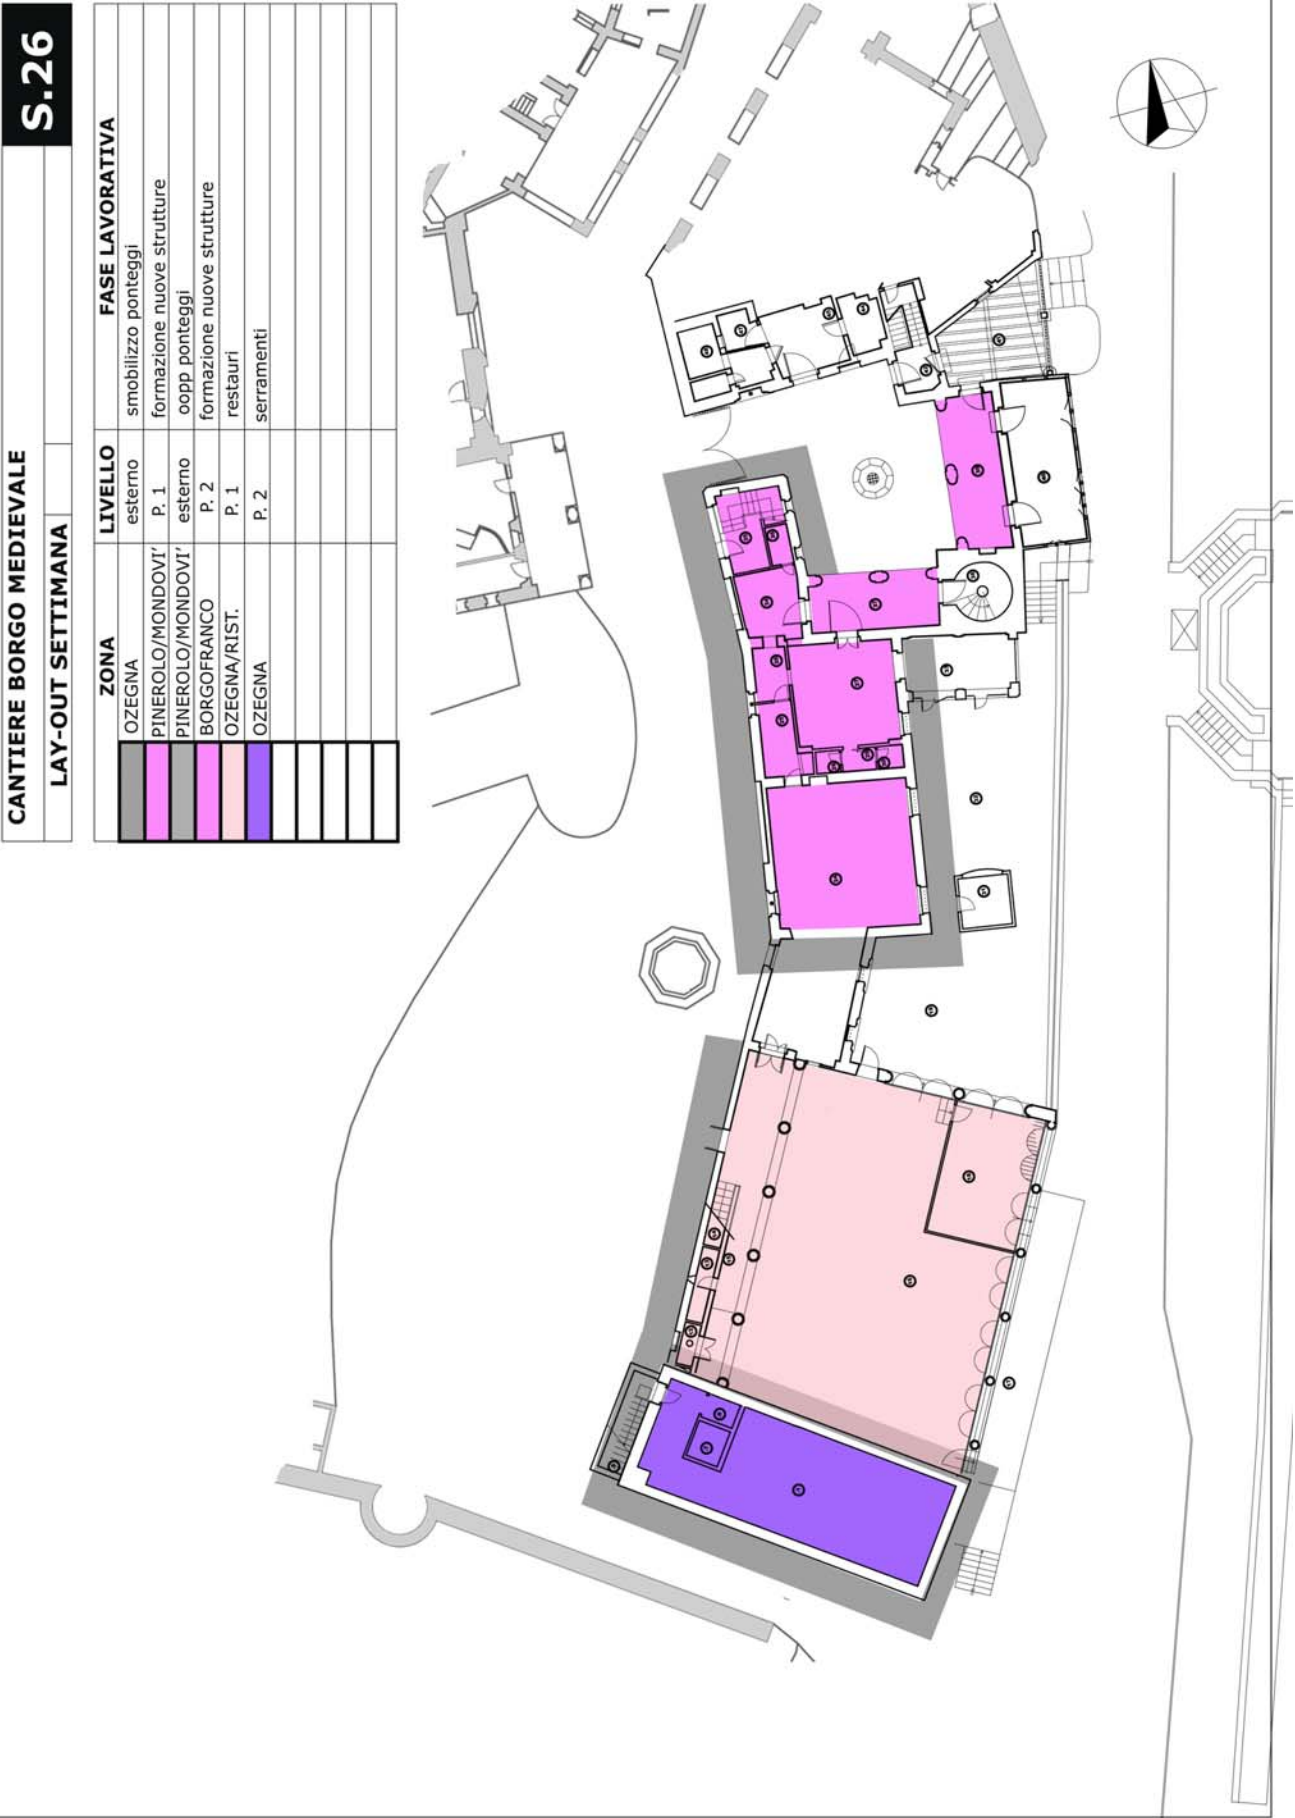 CANTIERE BORGO MEDIEVALE
S.26
LAY-OUT SETTIMANA
ZONA LIVELLO FASE LAVORATIVA
OZEGNA esterno smobilizzo ponteggi
PINEROLO/MONDOVI’ P. 1 formazione nuove strutture
PINEROLO/MONDOVI’ esterno oopp ponteggi
BORGOFRANCO P. 2 formazione nuove strutture
OZEGNA/RIST. P. 1 restauri
OZEGNA P. 2 serramenti